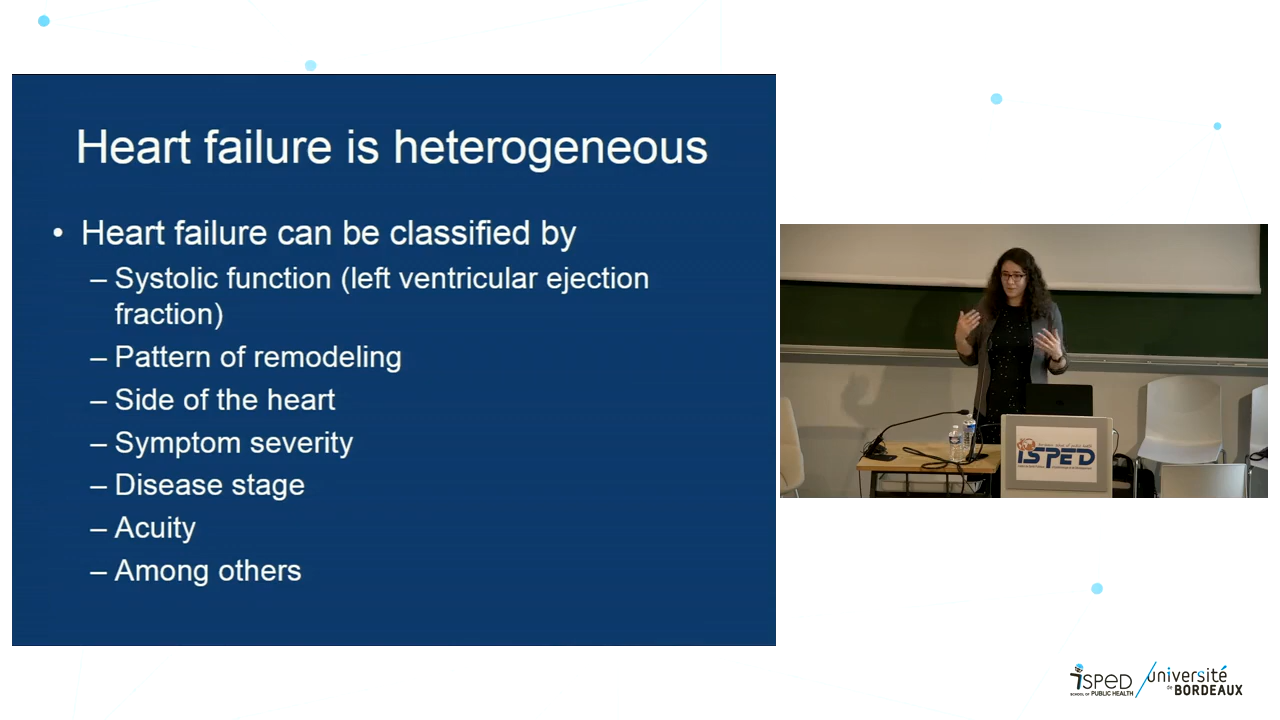 Heart failure is heterogeneous
• Heart failure can be classified by
– Systolic function (left ventricular ejection
fraction)
– Pattern of remodeling
– Side of the heart
– Symptom severity
– Disease stage
– Acuity
– Among others
ISPED
ISPED
SCHOOL OF PUBLIC HEALTH
université
de BORDEAUX